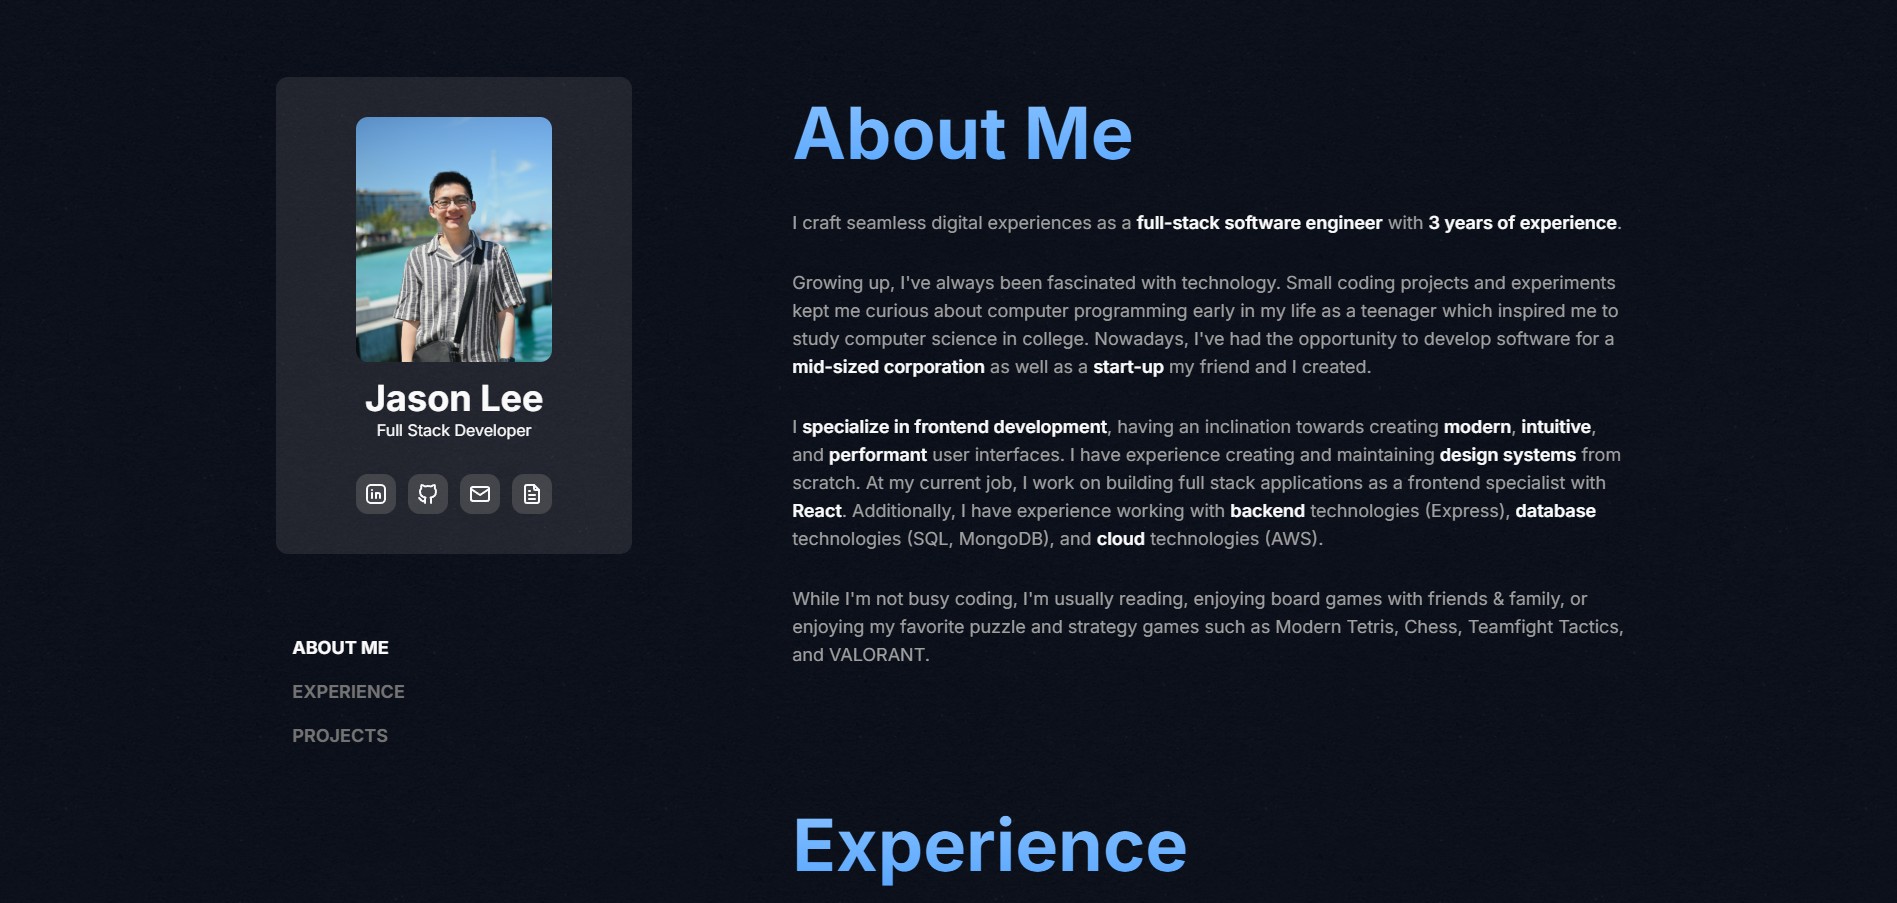 Jason Lee
Full Stack Developer
ABOUT ME
EXPERIENCE
PROJECTS
About Me
I craft seamless digital experiences as a full-stack software engineer with 3 years of experience.
Growing up, I've always been fascinated with technology. Small coding projects and experiments
kept me curious about computer programming early in my life as a teenager which inspired me to
study computer science in college. Nowadays, I've had the opportunity to develop software for a
mid-sized corporation as well as a start-up my friend and I created.
I specialize in frontend development, having an inclination towards creating modern, intuitive,
and performant user interfaces. I have experience creating and maintaining design systems from
scratch. At my current job, I work on building full stack applications as a frontend specialist with
React. Additionally, I have experience working with backend technologies (Express), database
technologies (SQL, MongoDB), and cloud technologies (AWS).
While I'm not busy coding, I'm usually reading, enjoying board games with friends & family, or
enjoying my favorite puzzle and strategy games such as Modern Tetris, Chess, Teamfight Tactics,
and VALORANT.
Experience